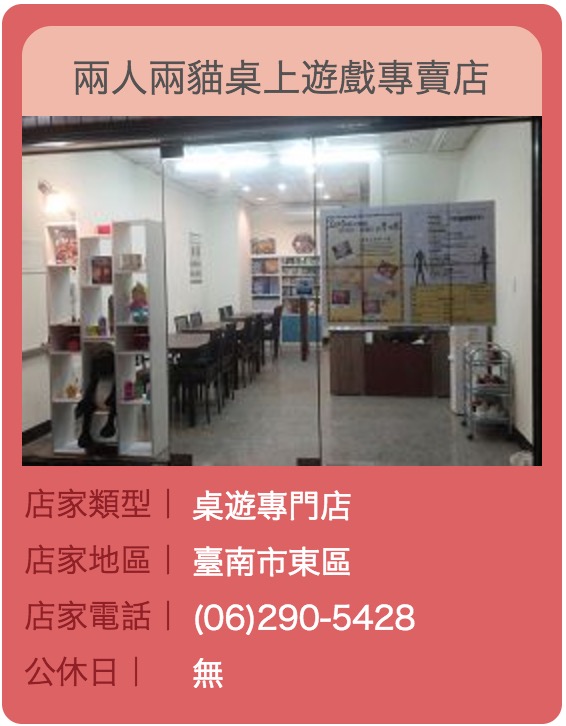 兩人兩貓桌上遊戲專賣店
店家類型｜ 桌遊專門店
店家地區｜ 臺南市東區
店家電話｜ (06)290-5428
公休日｜ 無